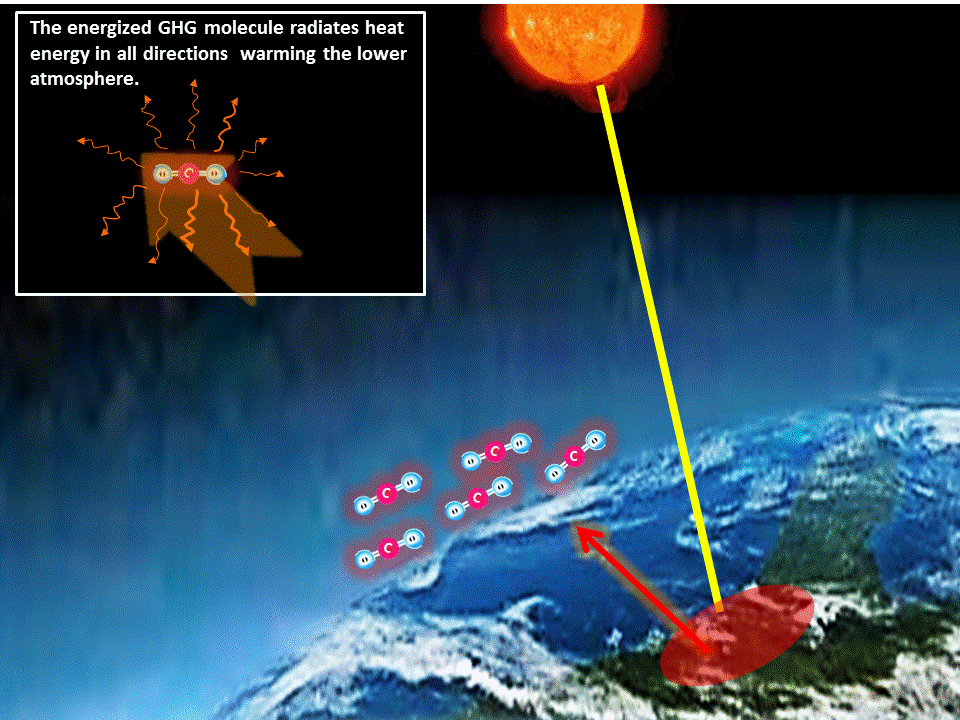 The energized GHG molecule radiates heat
energy in all directions  warming the lower
atmosphere.
O C O
O C O
O C O
O C O
O C O
O C O